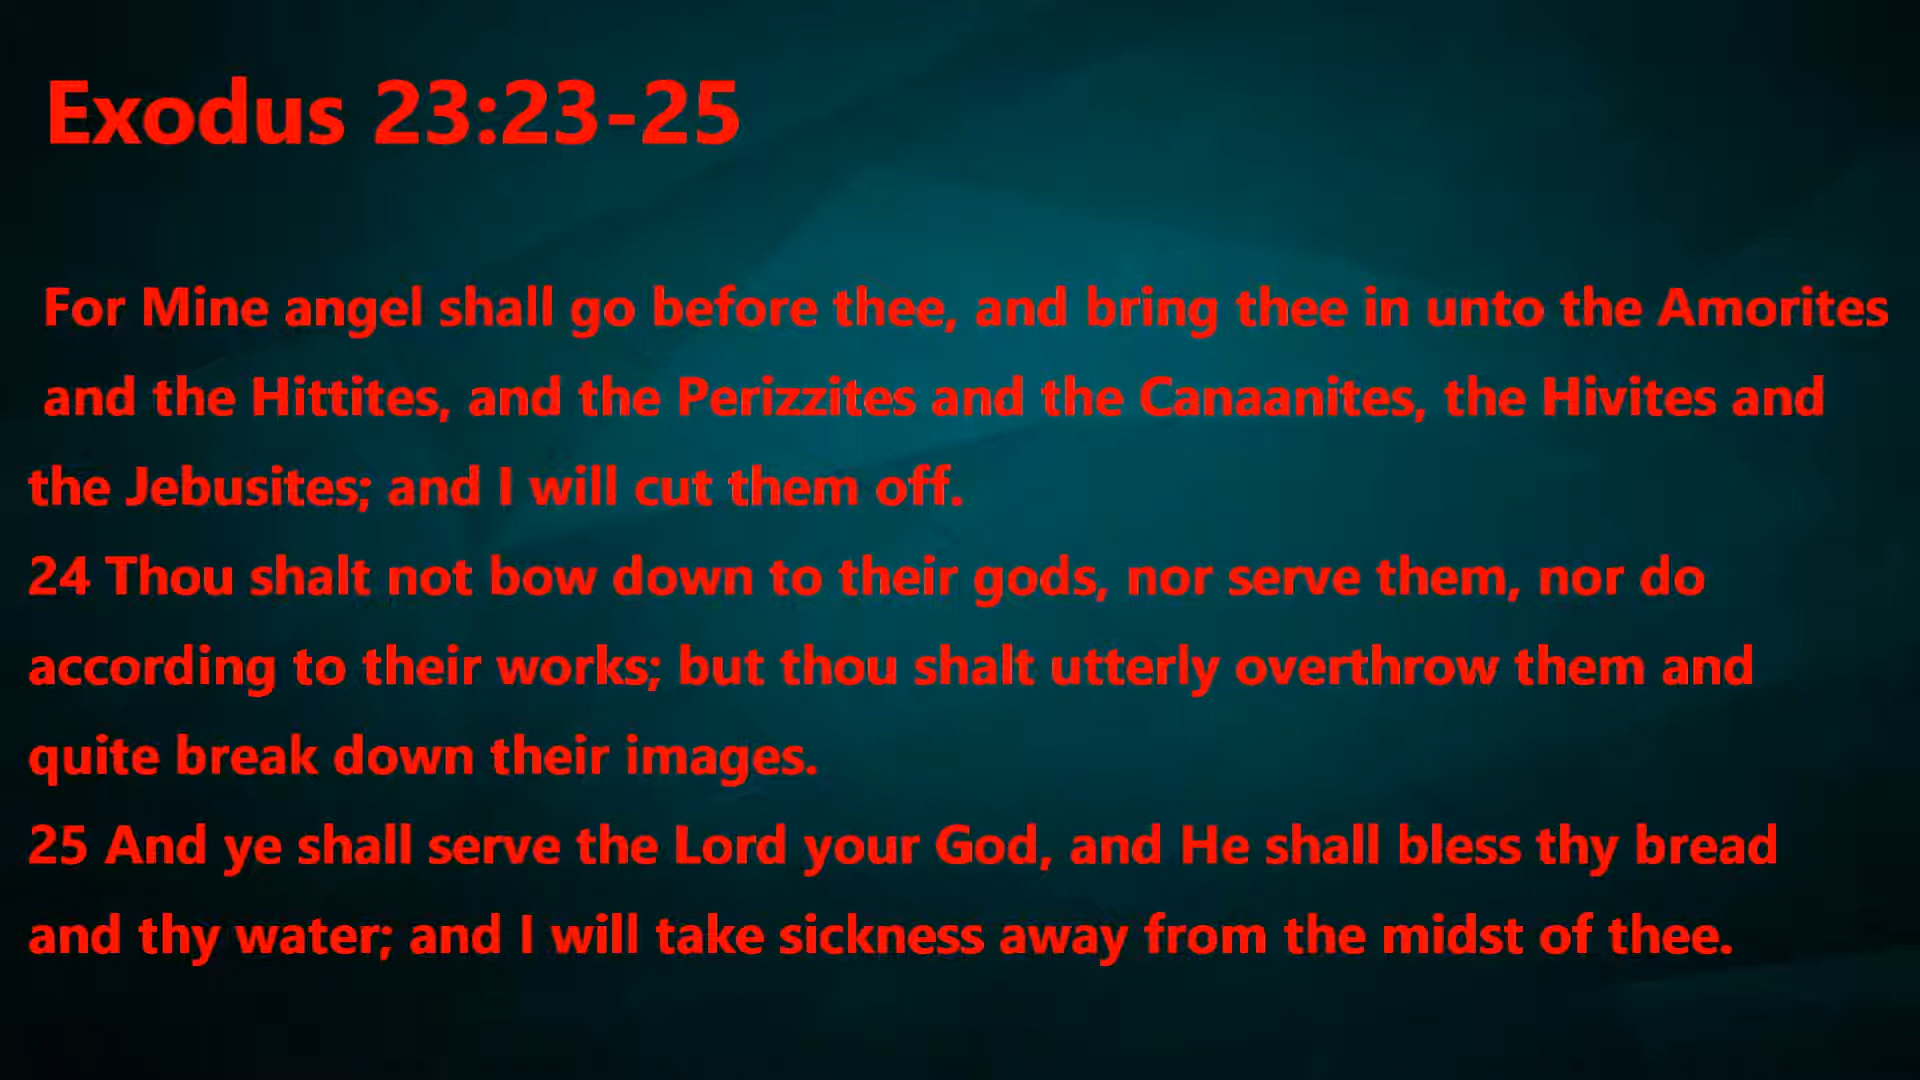 Exodus 23:23-25
For Mine angel shall go before thee, and bring thee in unto the Amorites
and the Hittites, and the Perizzites and the Canaanites, the Hivites and
the Jebusites; and I will cut them off.
24 Thou shalt not bow down to their gods, nor serve them, nor do
according to their works; but thou shalt utterly overthrow them and
quite break down their images.
25 And ye shall serve the Lord your God, and He shall bless thy bread
and thy water; and I will take sickness away from the midst of thee.